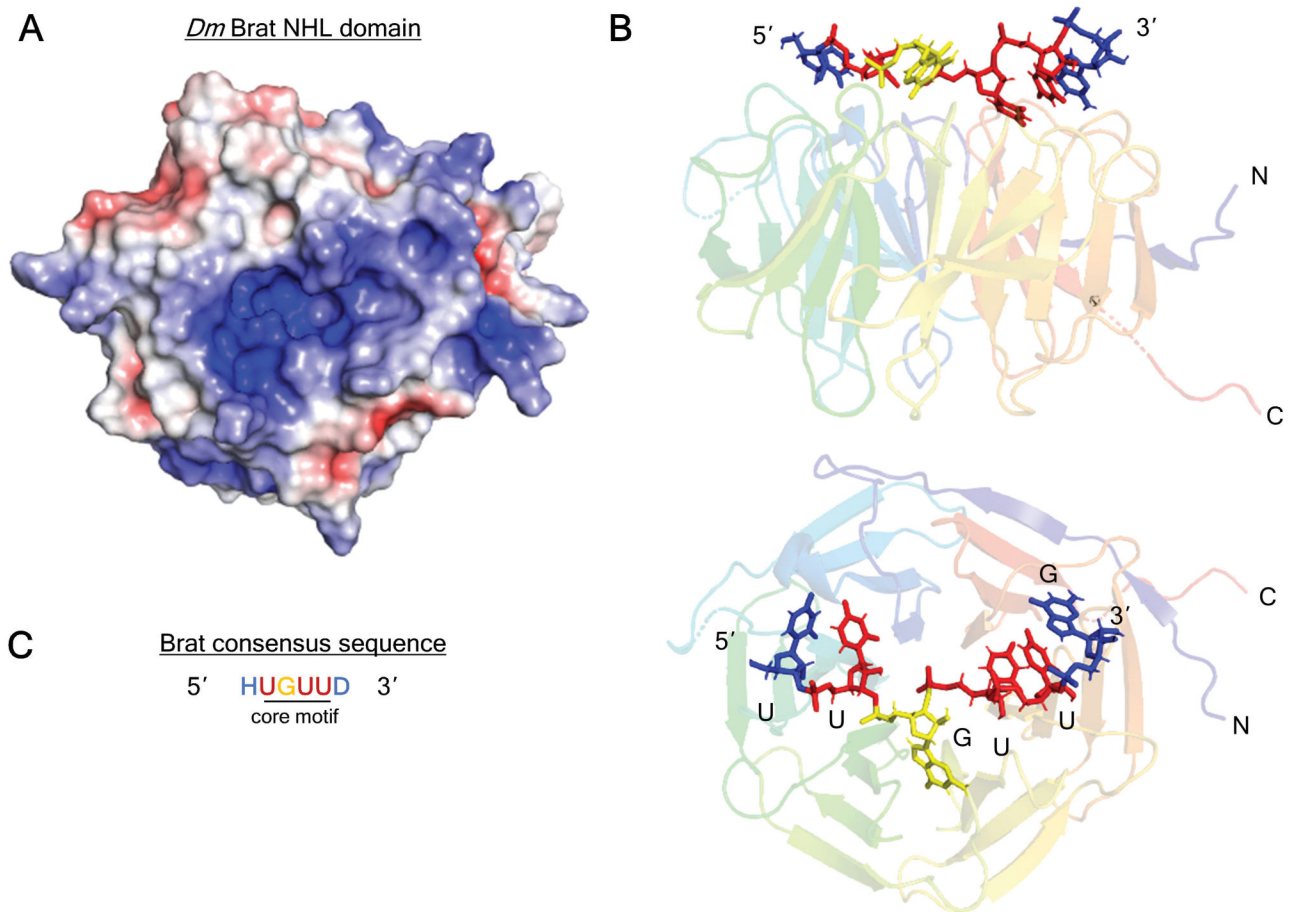 A
Dm Brat NHL domain
B
5′
3′
N
C
G
C
5′
3′
U
U
G
U
U
N
C
Brat consensus sequence
5′ HUGUUD 3′
core motif